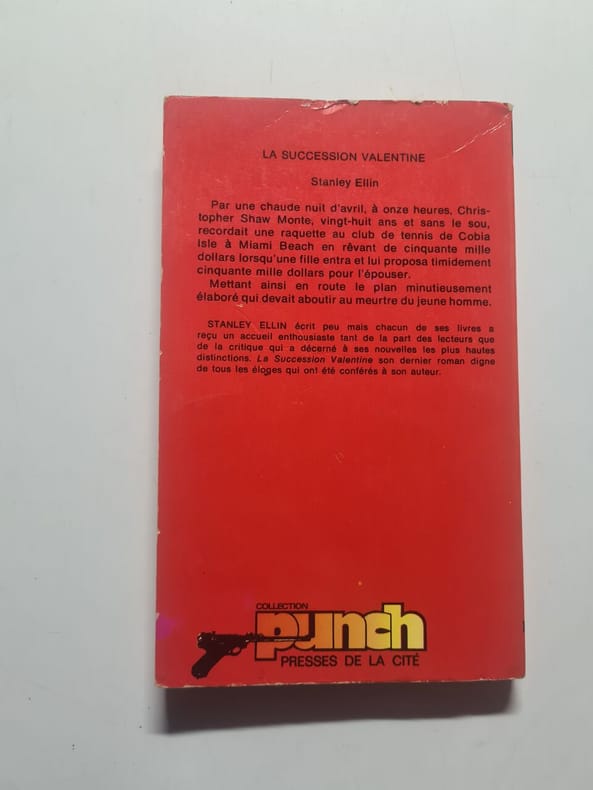 LA SUCCESSION VALENTINE
Stanley Ellin
Par une chaude nuit d'avril, à onze heures, Chris-
topher Shaw Monte, vingt-huit ans et sans le sou,
recordait une raquette au club de tennis de Cobia
Isle à Miami Beach en rêvant de cinquante mille
dollars lorsqu'une fille entra et lui proposa timidement
cinquante mille dollars pour l'épouser.
Mettant ainsi en route le plan minutieusement
élaboré qui devait aboutir au meurtre du jeune homme.
STANLEY ELLIN écrit peu mais chacun de ses livres a
reçu un accueil enthousiaste tant de la part des lecteurs que
de la critique qui a décerné à ses nouvelles les plus hautes
distinctions. La Succession Valentine son dernier roman digne
de tous les éloges qui ont été conférés à son auteur.
COLLECTION
punch
PRESSES DE LA CITÉ